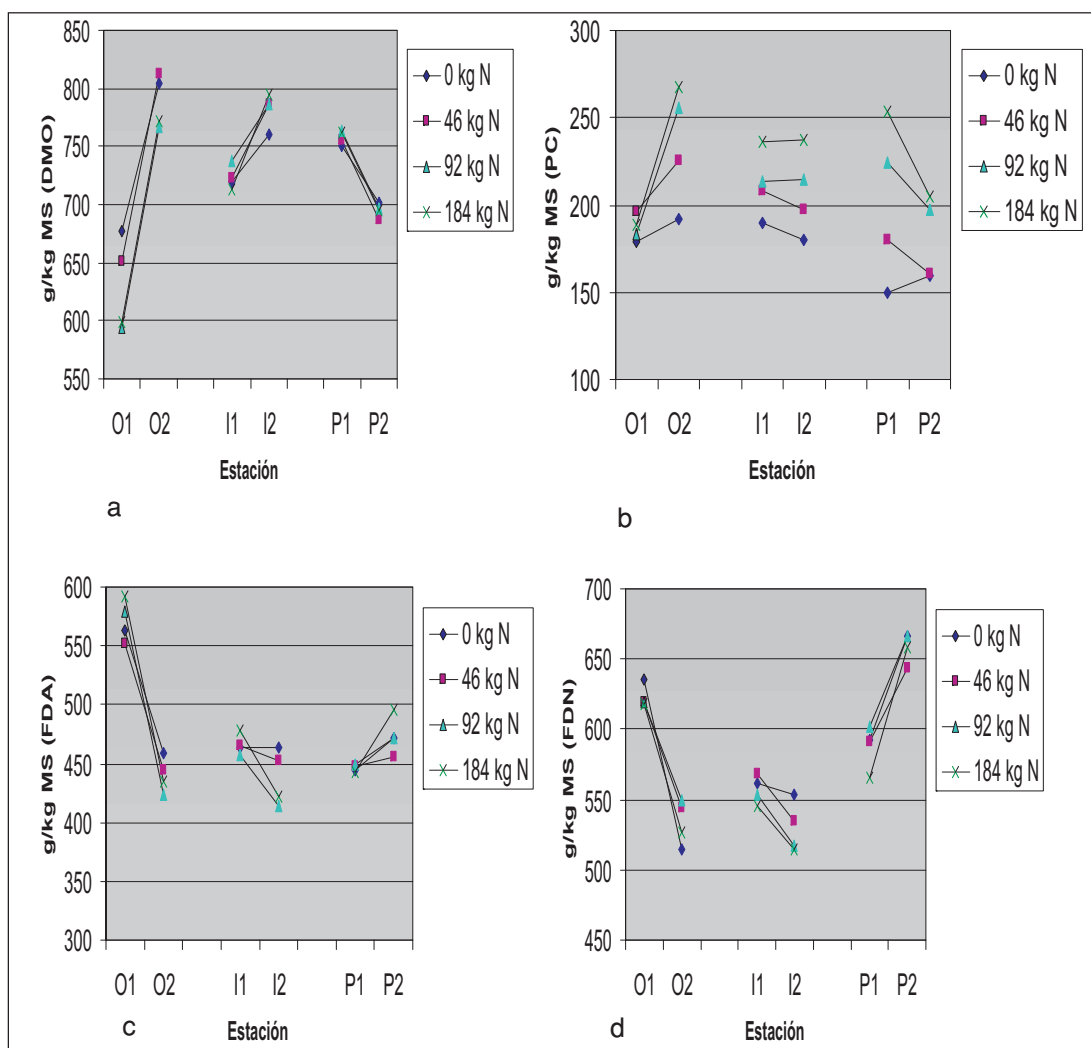 g/kg MS (DMO)
850
800
750
700
650
600
550
O1 O2 I1 I2 P1 P2
Estación
0 kg N
46 kg N
92 kg N
184 kg N
a
g/kg MS (PC)
300
250
200
150
100
O1 O2 I1 I2 P1 P2
Estación
0 kg N
46 kg N
92 kg N
184 kg N
b
g/kg MS (FDA)
600
550
500
450
400
350
300
O1 O2 I1 I2 P1 P2
Estación
0 kg N
46 kg N
92 kg N
184 kg N
c
g/kg MS (FDN)
700
650
600
550
500
450
O1 O2 I1 I2 P1 P2
Estación
0 kg N
46 kg N
92 kg N
184 kg N
d